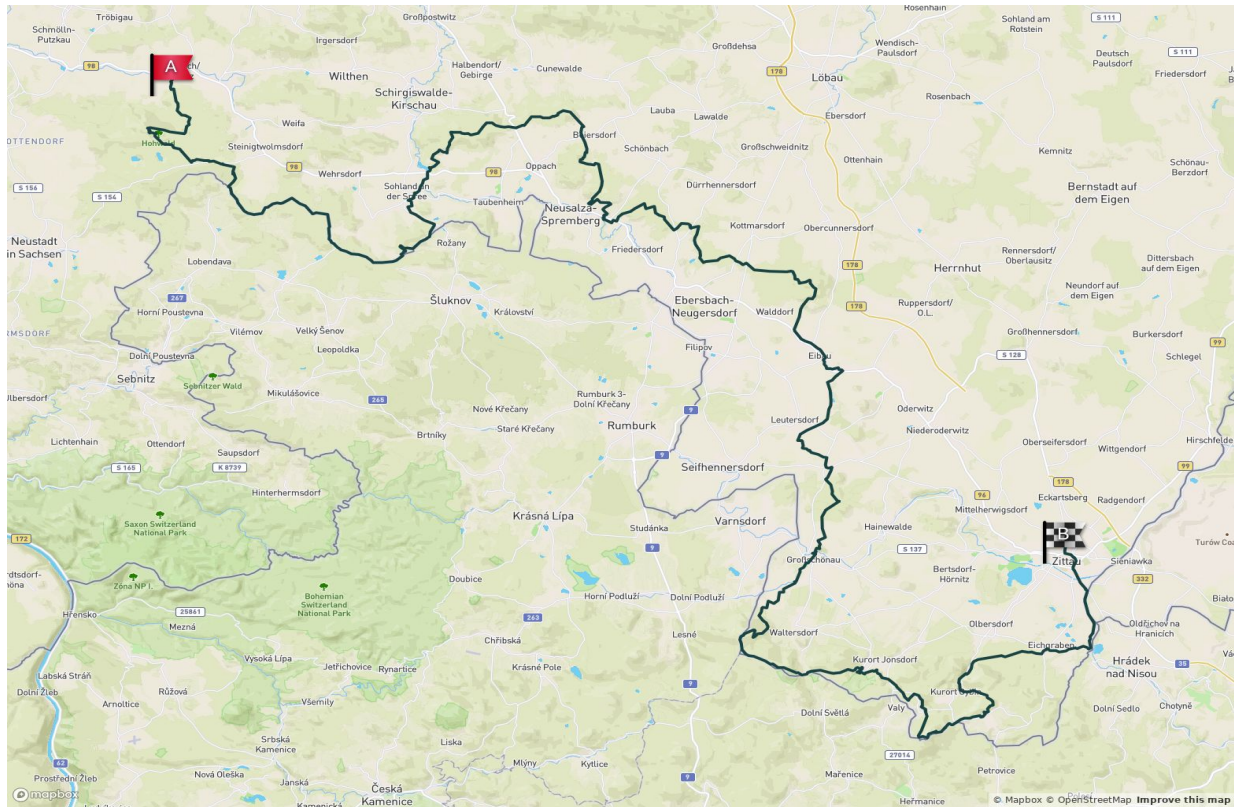 Tröbigau
Großpostwitz
Rosenhain
S 111
Schmölln-
Putzkau
Irgersdorf
Sohland am
Rotstein
Großdehsa
Wendisch-
Paulsdorf
Deutsch
Paulsdorf
S 111
98
A
Wilthen
Halbendorf/
Gebirge
Cunewalde
178
Löbau
Friedersdorf
Schirgiswalde-
Kirschau
Rosenbach
Lauba
Lawalde
Ebersdorf
Weifa
Hohwald
Steinigtwolmsdorf
Beiersdorf
Schönbach
Großschweidnitz
Kemnitz
OTTENDORF
98
Wehrsdorf
Oppach
98
Ottenhain
Schönau-
Berzdorf
S 156
S 156
Sohland an
der Spree
Taubenheim
Dürrhennersdorf
Bernstadt auf
dem Eigen
Neusalza-
Spremberg
Kottmarsdorf
Obercunnersdorf
Neustadt
in Sachsen
Rožany
Friedersdorf
Rennersdorf/
Oberlausitz
Dittersbach
auf dem Eigen
Lobendava
178
Herrnhut
267
Šluknov
Království
Ebersbach-
Neugersdorf
Walddorf
178
Ruppersdorf/
O.L.
Neundorf auf
dem Eigen
Horní Poustevna
Vilémov
Velký Šenov
Großhennersdorf
Burkersdorf
99
Leopoldka
Filipov
Eibau
S 128
Schlegel
Dolní Poustevna
Sebnitz
Sebnitzer Wald
Mikulášovice
265
Rumburk 3-
Dolní Křečany
9
Nové Křečany
Leutersdorf
Oderwitz
Niederoderwitz
Lichtenhain
Ottendorf
Brtníky
Staré Křečany
Rumburk
Oberseifersdorf
Wittgendorf
Hirschfelde
Saupsdorf
9
Seifhennersdorf
99
S 165
K 8739
178
Hinterhermsdorf
96
Eckartsberg
Radgendorf
Saxon Switzerland
National Park
Krásná Lípa
Varnsdorf
Mittelherwigsdorf
172
Studánka
Hainewalde
B
9
Großschönau
S 137
Zittau
Sieniawka
Bertsdorf-
Hörnitz
332
Zóna NP I.
Bohemian
Switzerland
National Park
Doubice
Horní Podluží
Dolní Podluží
Hřensko
25861
Mezná
263
Olbersdorf
Oldřichov na
Hranicích
Chřibská
Lesné
Waltersdorf
Eichgraben
Vysoká Lípa
Jetřichovice
Rynartice
Krásné Pole
Kurort Jonsdorf
Hrádek
nad Nisou
35
Labská Stráň
Dolní Žleb
Růžová
Arnoltice
Všemily
9
Kurort Oybin
Dolní Světlá
Valy
Dolní Sedlo
Chotyně
Srbská
Kamenice
Líska
27016
62
Nová Oleška
Mlýny
Kytlice
Mařenice
Petrovice
Prostřední Žleb
Janská
Česká
Kamenice
9
Heřmanice
mapbox
© Mapbox © OpenStreetMap Improve this map